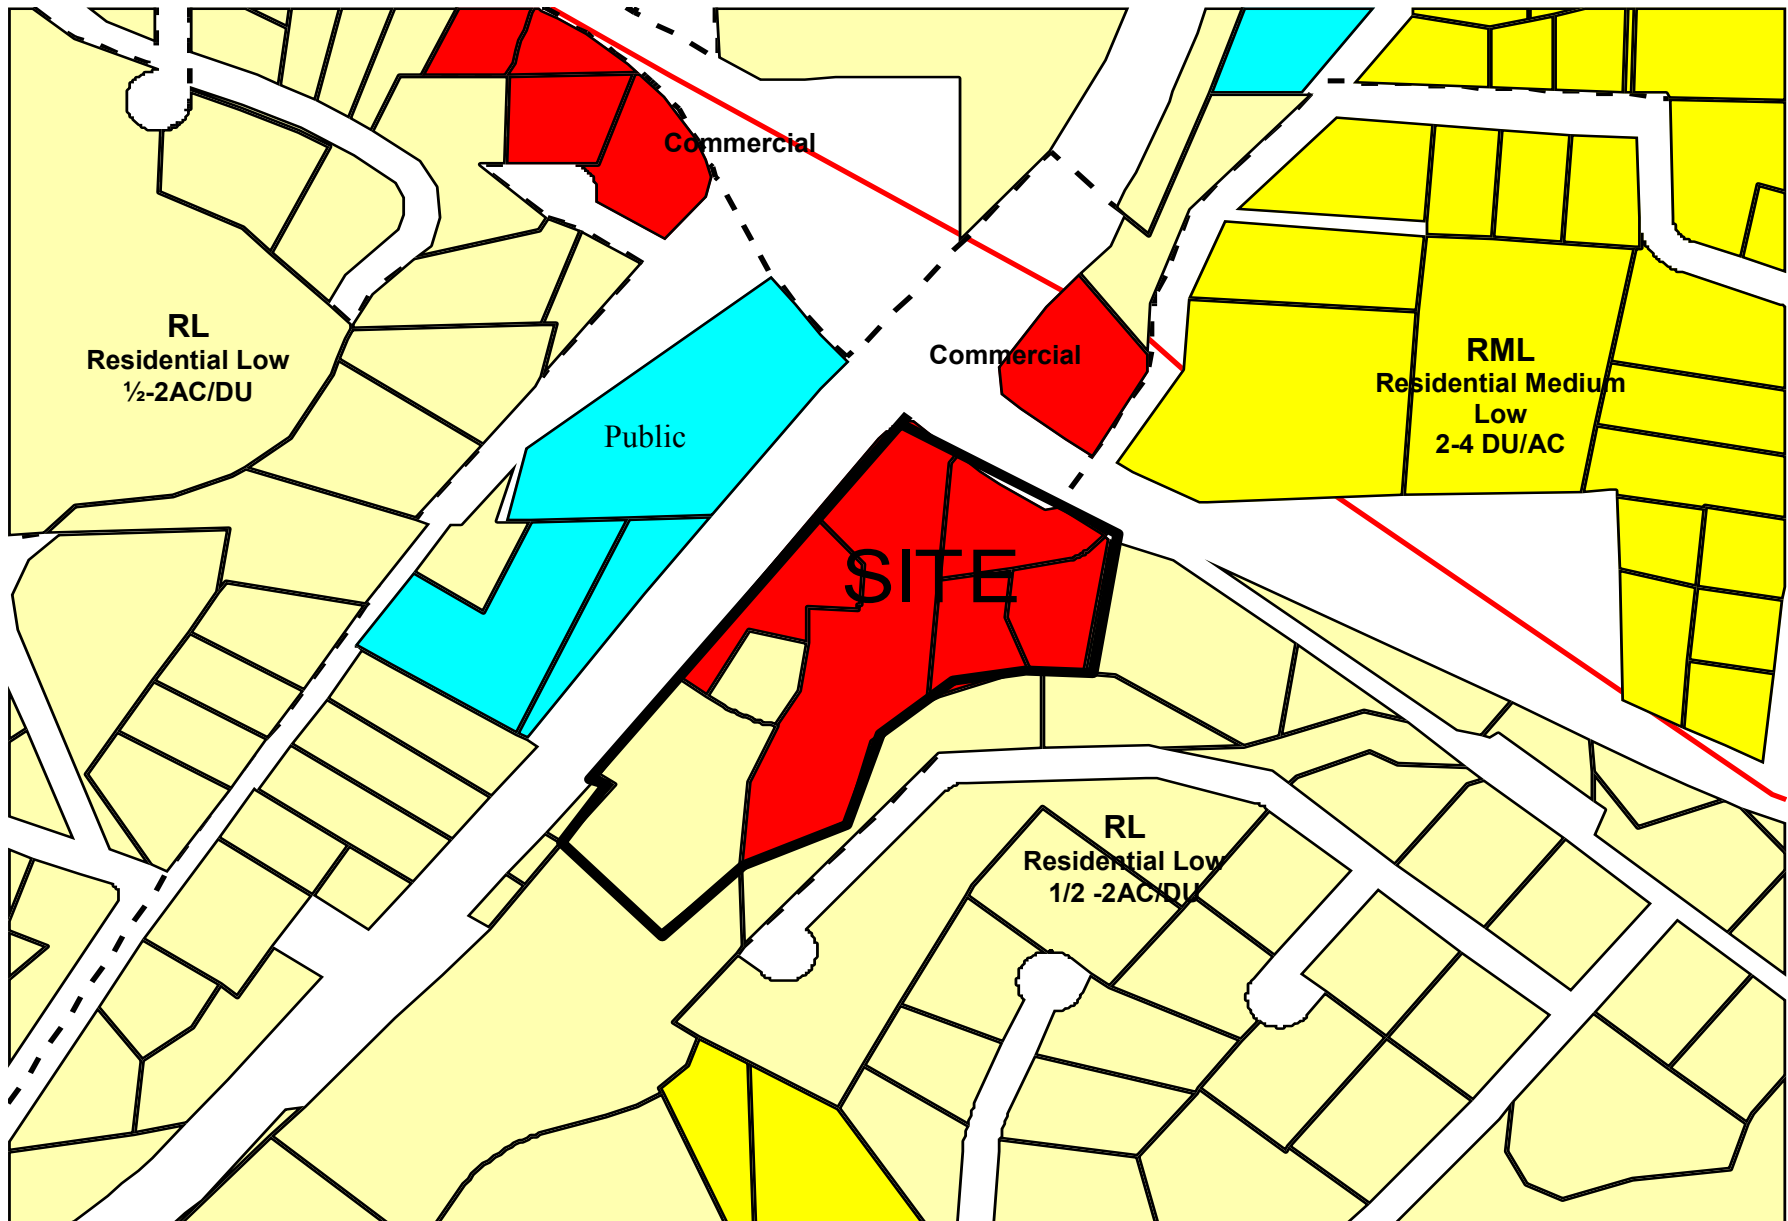 Commercial
RL
Residential Low
½-2AC/DU
Commercial
RML
Residential Medium
Low
2-4 DU/AC
Public
SITE
RL
Residential Low
1/2 -2AC/DU